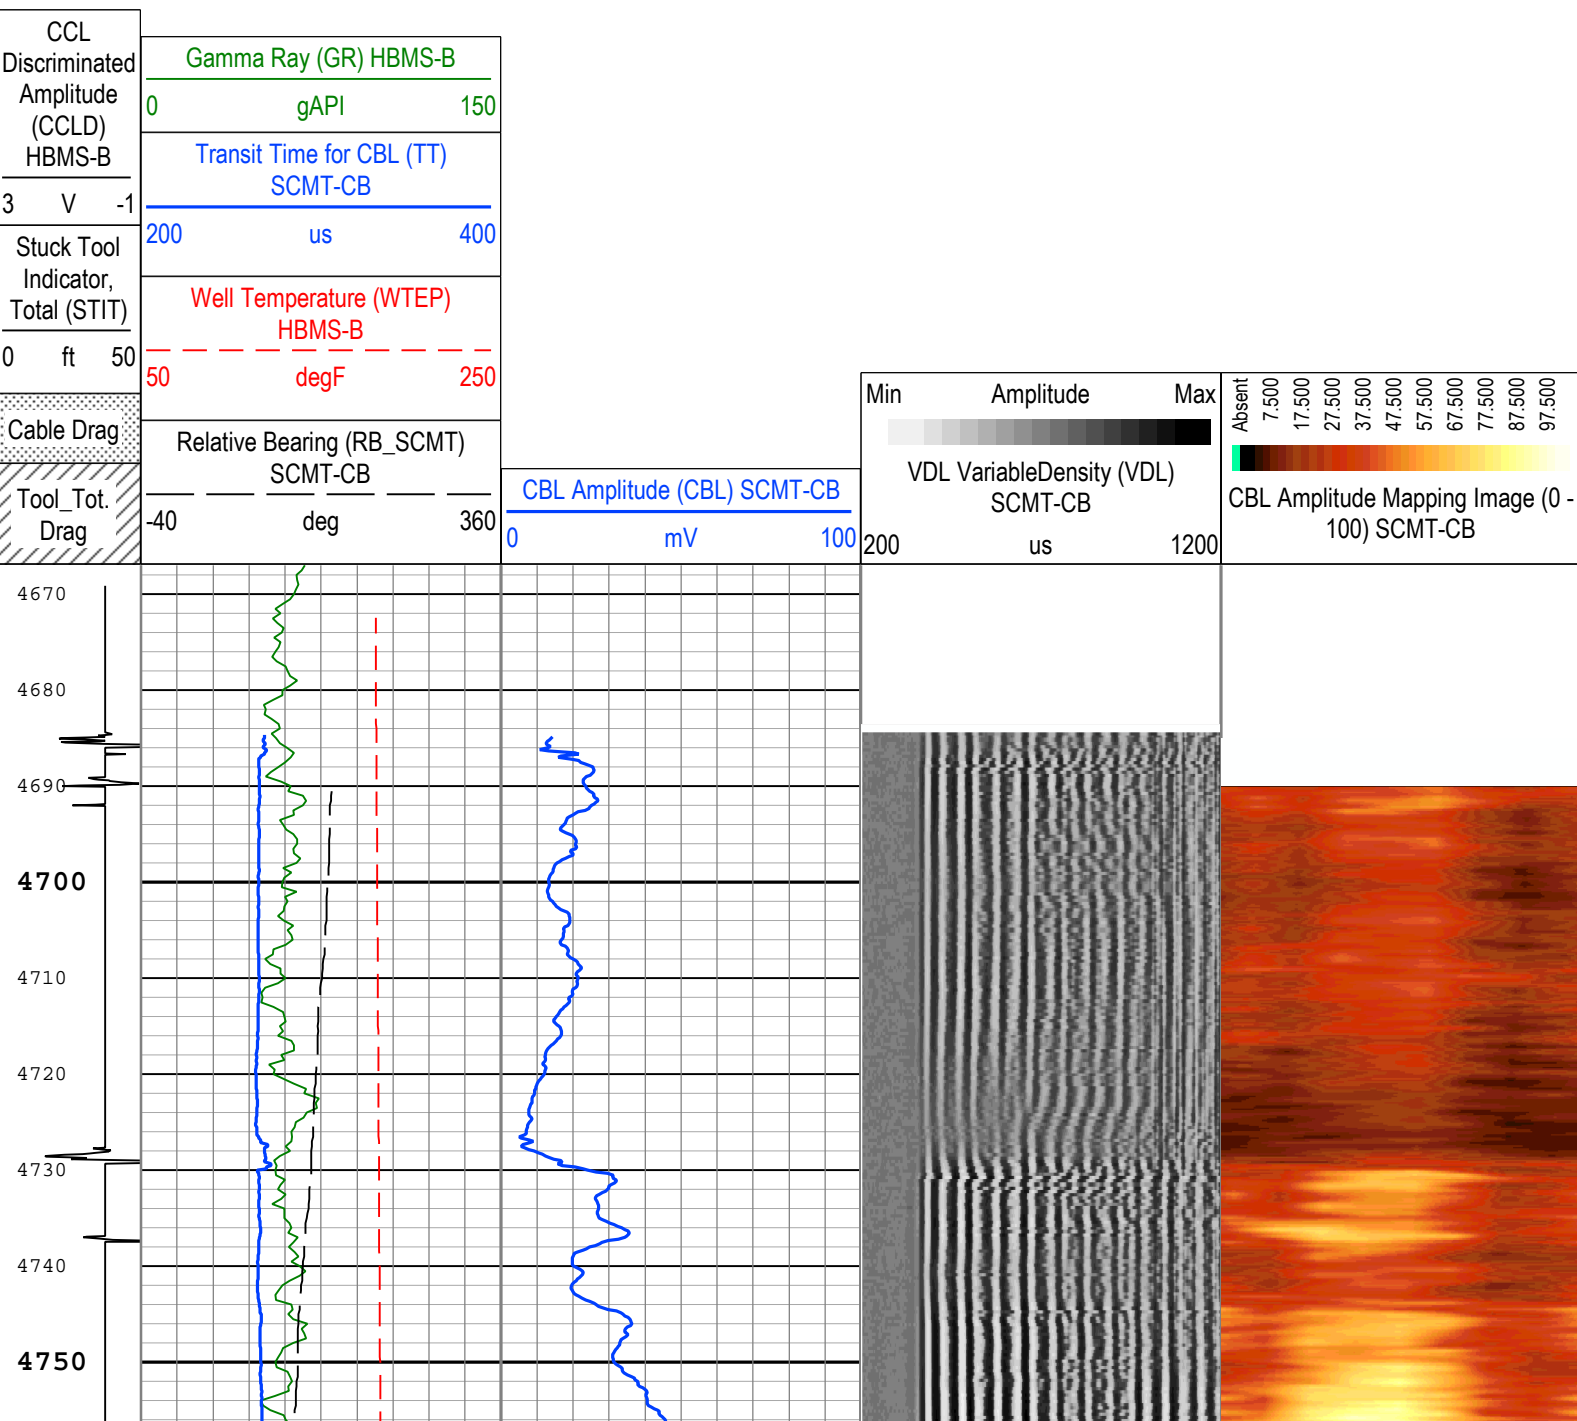 CCL
Discriminated
Amplitude
(CCLD)
HBMS-B
3 V -1
Stuck Tool
Indicator,
Total (STIT)
0 ft 50
Cable Drag
Tool_Tot.
Drag
Gamma Ray (GR) HBMS-B
0 gAPI 150
Transit Time for CBL (TT)
SCMT-CB
200 us 400
Well Temperature (WTEP)
HBMS-B
50 degF 250
Relative Bearing (RB_SCMT)
SCMT-CB
-40 deg 360
CBL Amplitude (CBL) SCMT-CB
0 mV 100
Min Amplitude Max
VDL VariableDensity (VDL)
SCMT-CB
200 us 1200
Absent 7.500 17.500 27.500 37.500 47.500 57.500 67.500 77.500 87.500 97.500
CBL Amplitude Mapping Image (0 -
100) SCMT-CB
4670
4680
4690
4700
4710
4720
4730
4740
4750